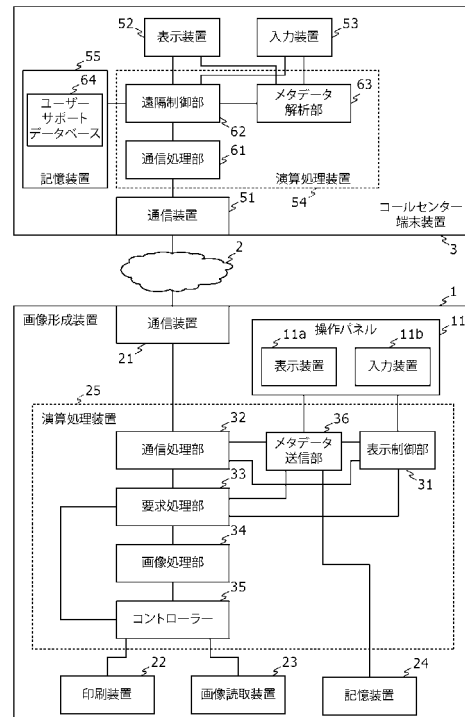 52
表示装置
入力装置
53
55
64
ユーザー
サポート
データベース
記憶装置
遠隔制御部
62
メタデータ
解析部
63
通信処理部
61
演算処理装置
54
通信装置
51
コールセンター
端末装置
3
2
1
画像形成装置
通信装置
21
操作パネル
11
11a
表示装置
11b
入力装置
25
演算処理装置
32
通信処理部
36
メタデータ
送信部
表示制御部
31
33
要求処理部
34
画像処理部
35
コントローラー
22
印刷装置
23
画像読取装置
24
記憶装置